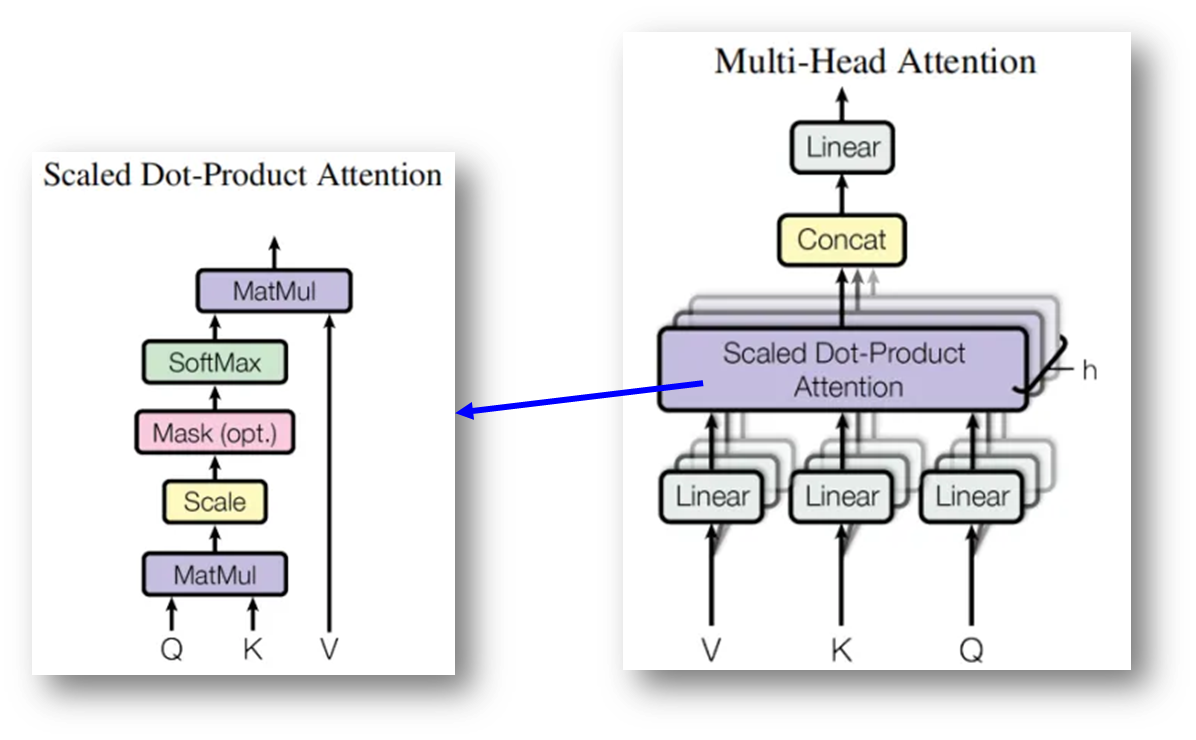 Scaled Dot-Product Attention
MatMul
SoftMax
Mask (opt.)
Scale
MatMul
Q K V
Multi-Head Attention
Linear
Concat
Scaled Dot-Product
Attention
h
Linear Linear Linear
V K Q